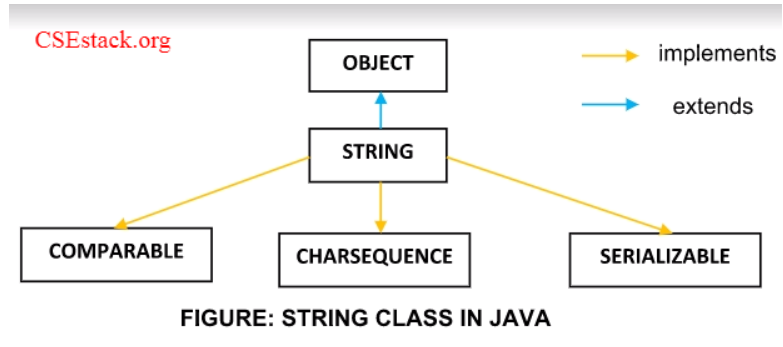 CSEstack.org
OBJECT
implements
extends
STRING
COMPARABLE
CHARSEQUENCE
SERIALIZABLE
FIGURE: STRING CLASS IN JAVA